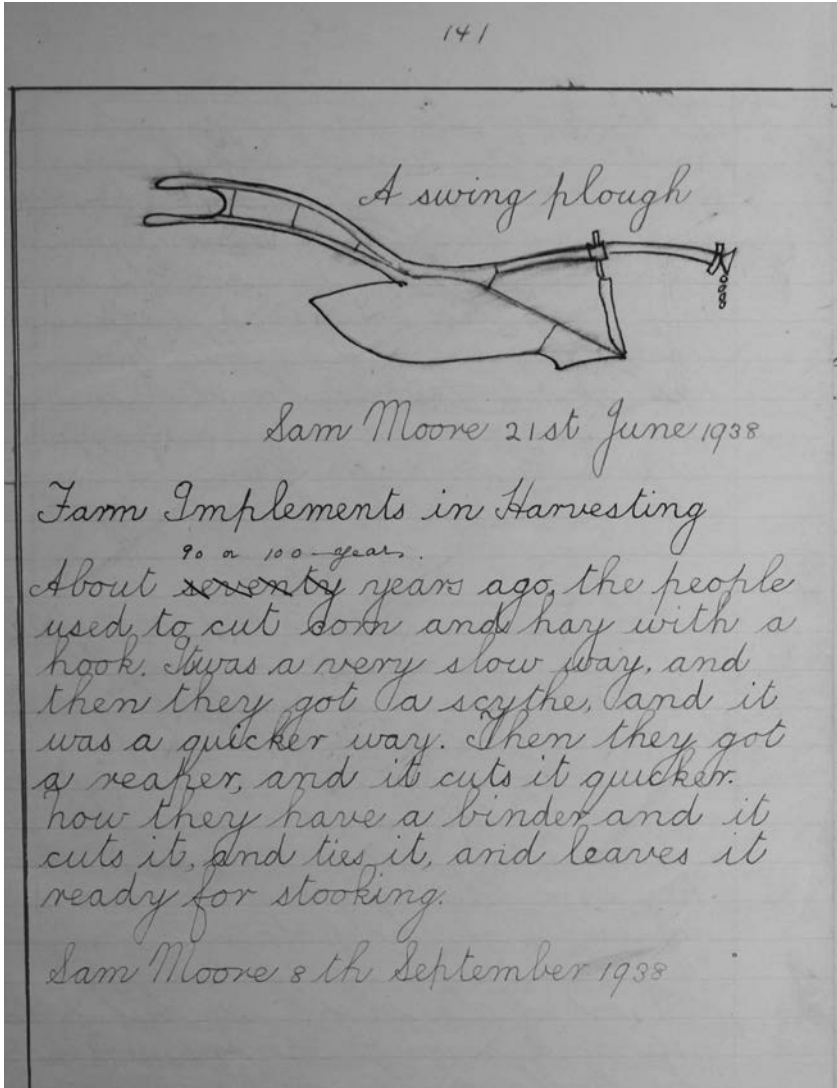 141
A swing plough
Sam Moore 21st June 1938
Farm Implements in Harvesting
90 or 100 years.
About seventy years ago, the people
used to cut corn and hay with a
hook. It was a very slow way, and
then they got a scythe, and it
was a quicker way. Then they got
a reaper, and it cuts it quicker.
now they have a binder and it
cuts it, and ties it, and leaves it
ready for stooking.
Sam Moore 8th September 1938